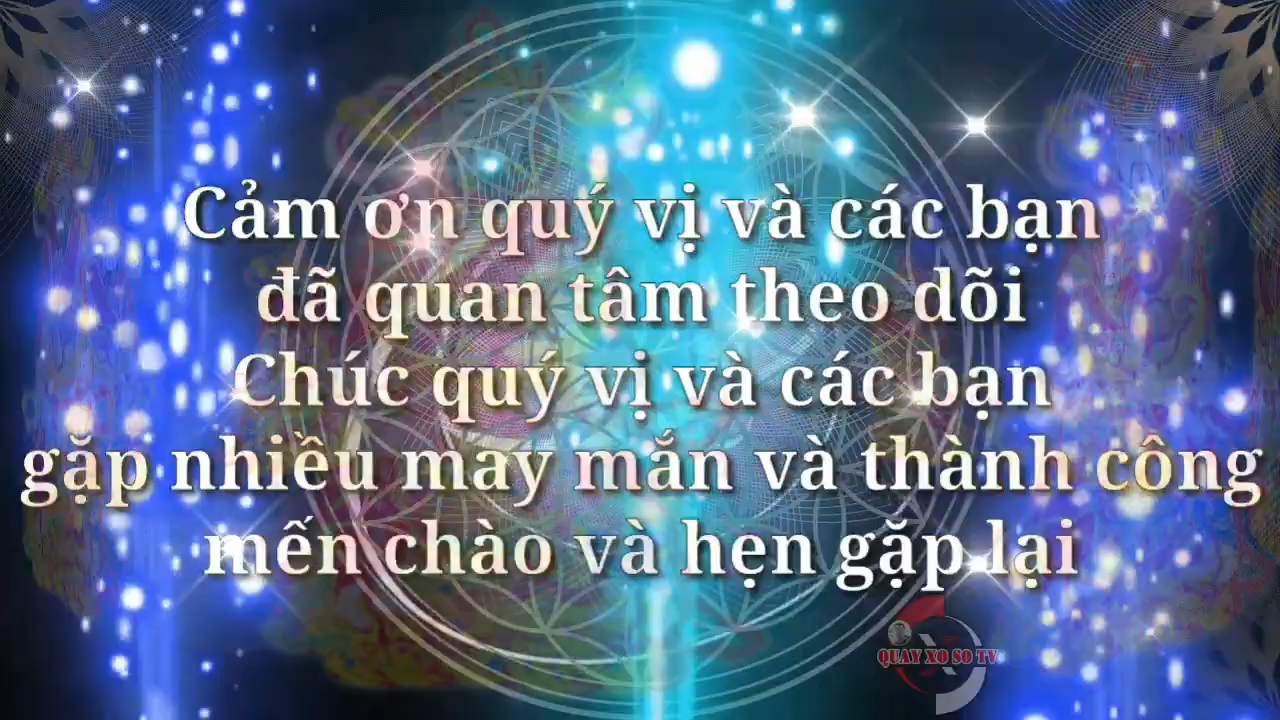 Cảm ơn quý vị và các bạn
đã quan tâm theo dõi
Chúc quý vị và các bạn
gặp nhiều may mắn và thành công
mến chào và hẹn gặp lại
QUAY XO SO TV